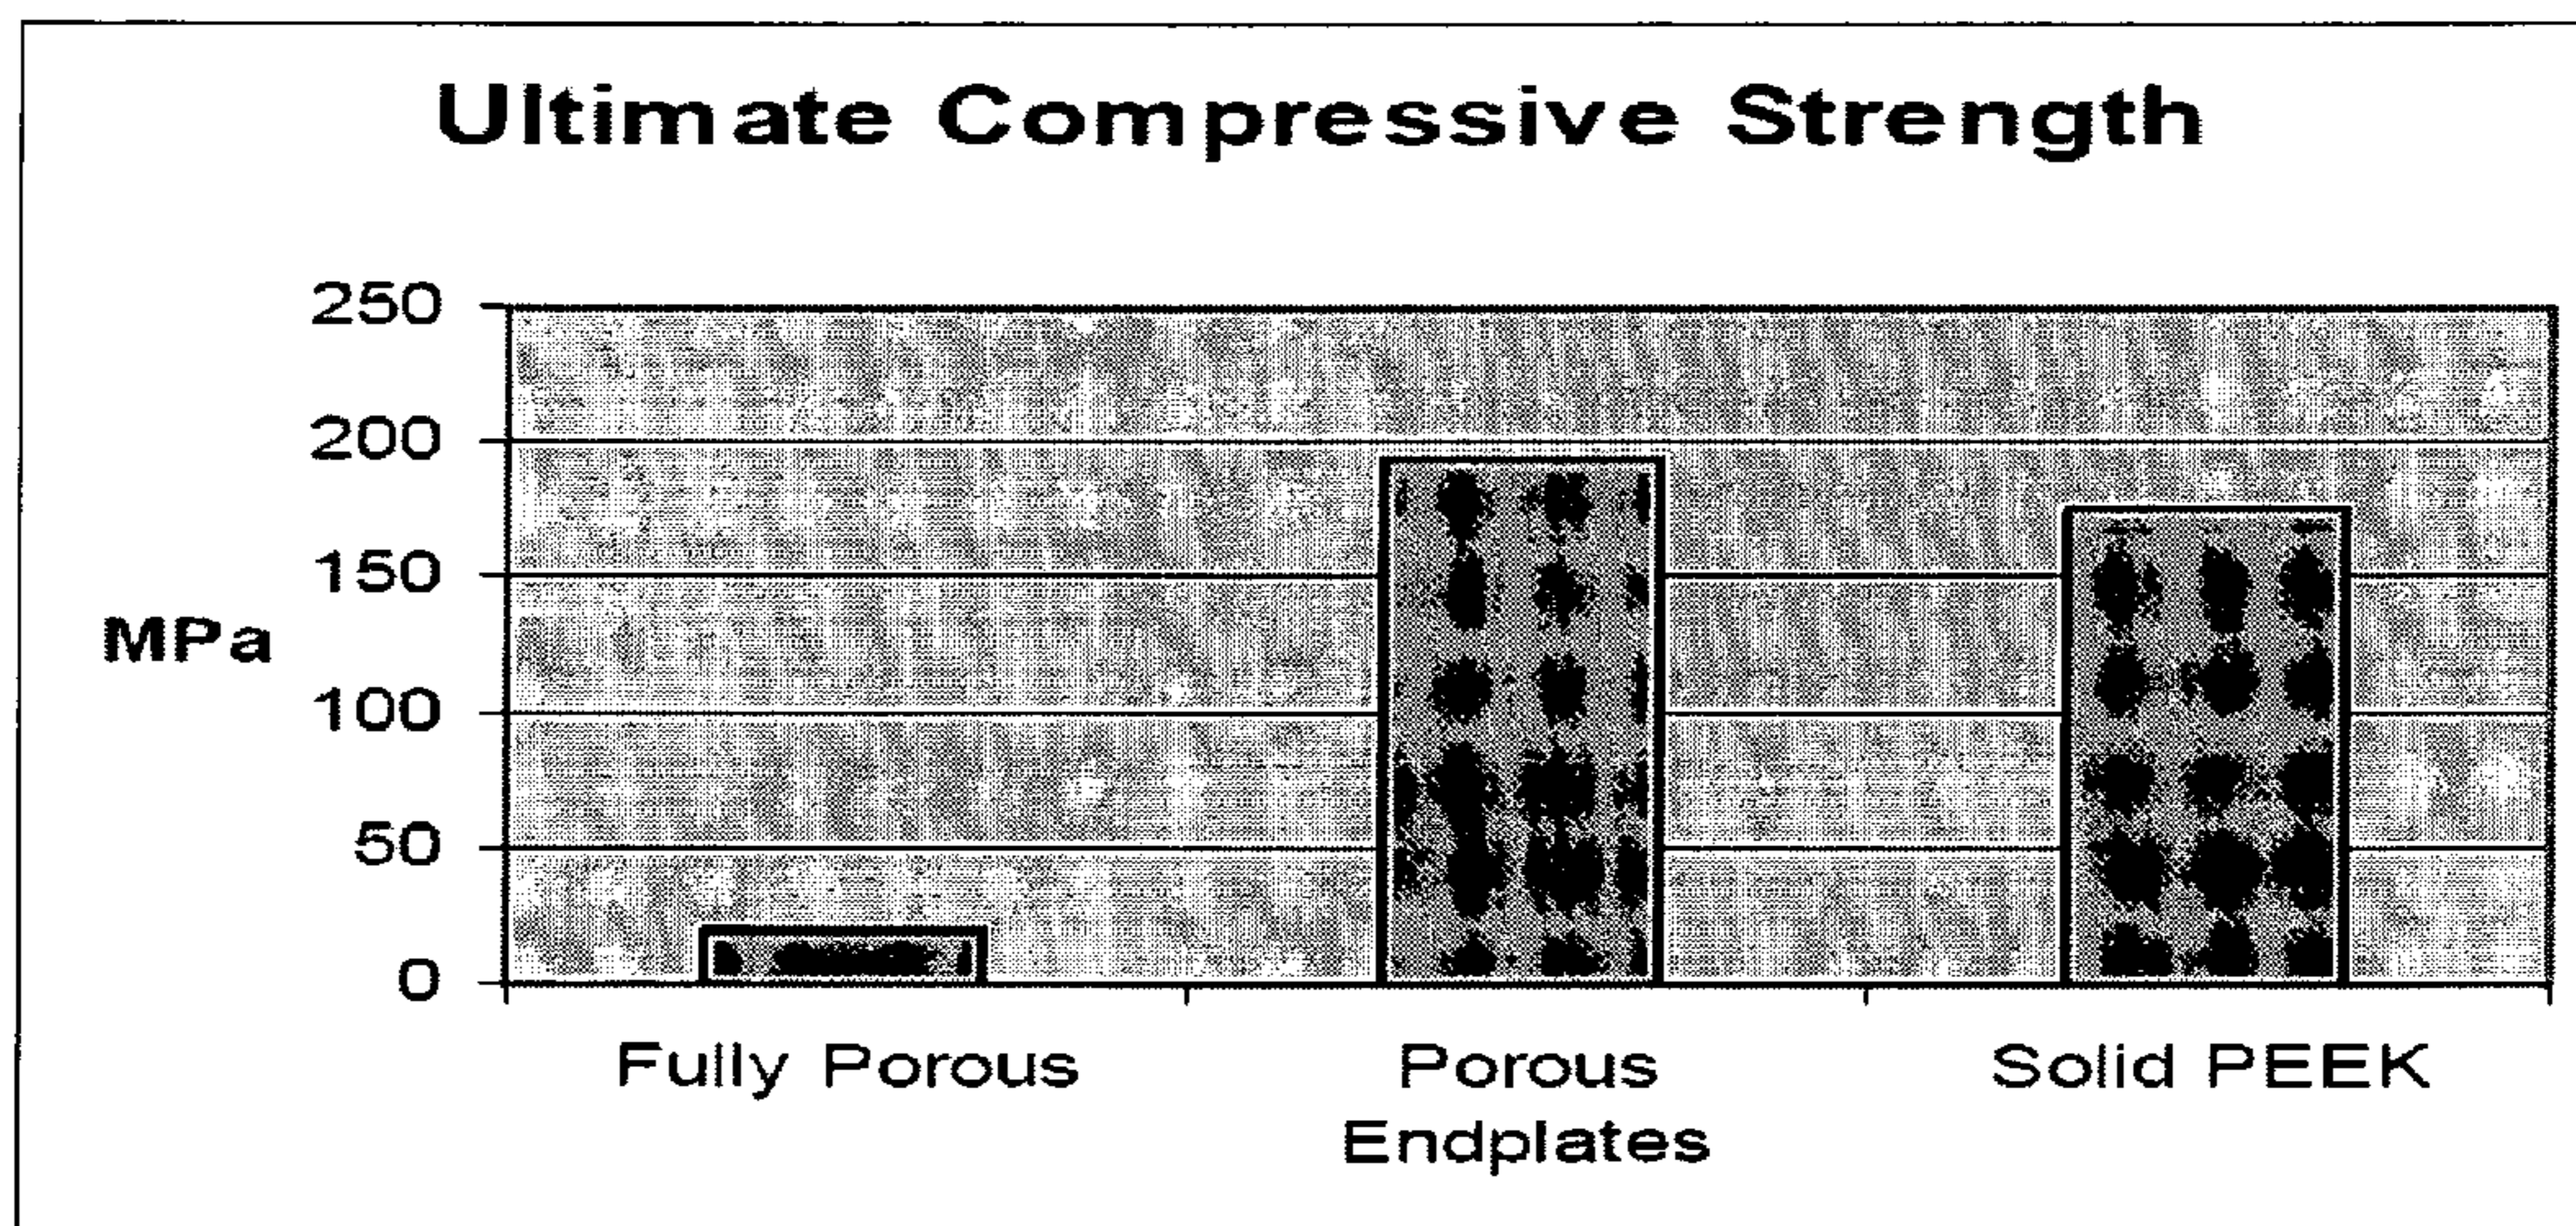 Ultimate Compressive Strength
250
200
150
MPa
100
50
0
Fully Porous
Porous
Endplates
Solid PEEK